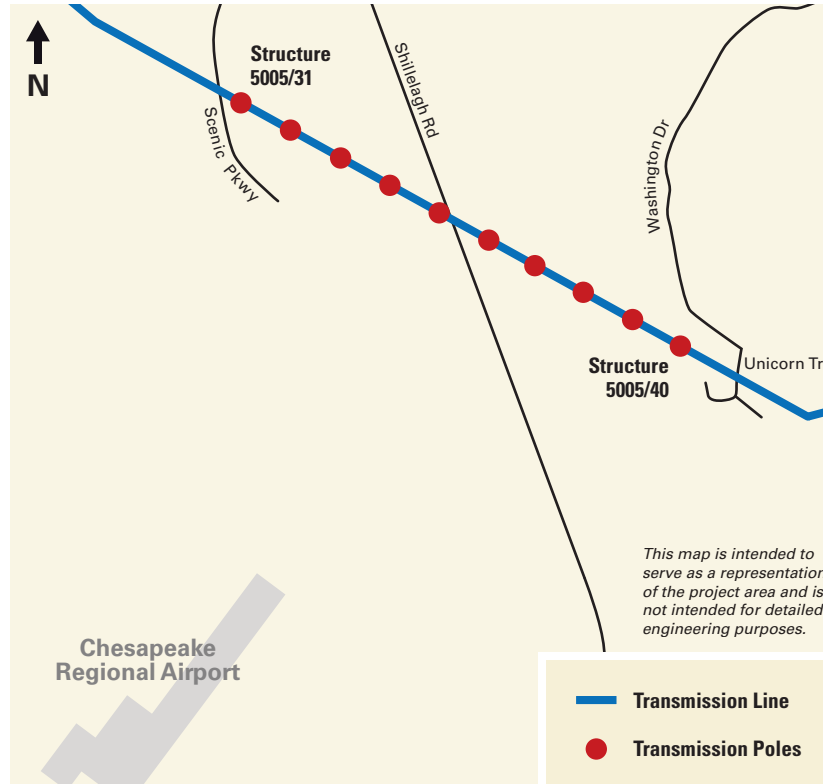 N
Structure
5005/31
Scenic Pkwy
Shillelagh Rd
Washington Dr
Structure
5005/40
Unicorn Tr
This map is intended to
serve as a representation
of the project area and is
not intended for detailed
engineering purposes.
Chesapeake
Regional Airport
Transmission Line
Transmission Poles